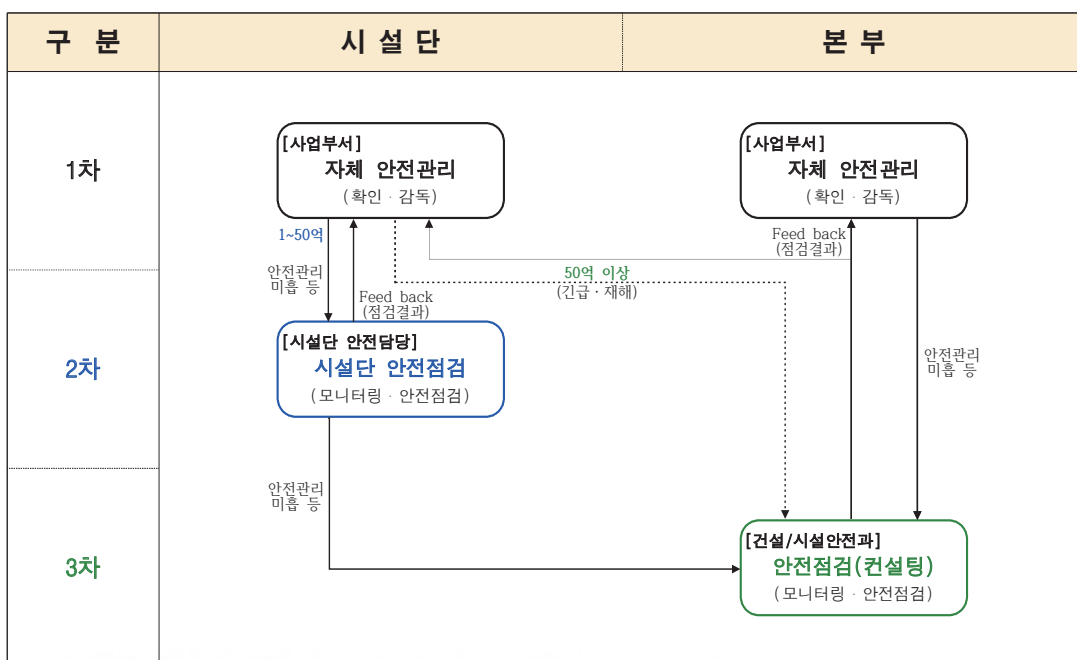 구 분
시 설 단
본 부
1차
[사업부서]
자체 안전관리
(확인 · 감독)
[사업부서]
자체 안전관리
(확인 · 감독)
1~50억
안전관리
미흡 등
Feed back
(점검결과)
50억 이상
(긴급 · 재해)
Feed back
(점검결과)
안전관리
미흡 등
2차
[시설단 안전담당]
시설단 안전점검
(모니터링 · 안전점검)
안전관리
미흡 등
3차
[건설/시설안전과]
안전점검(컨설팅)
(모니터링 · 안전점검)